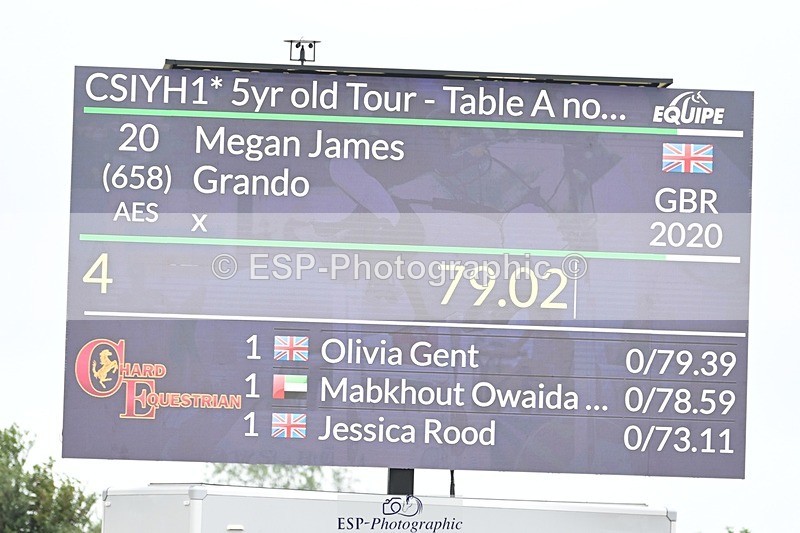 CSIYH1* 5yr old Tour - Table A no...
EQUIPE
20 Megan James
(658) Grando GBR
AES x 2020
4 79.02
© ESP-Photographic ©
CHARD EQUESTRIAN
1 Olivia Gent 0/79.39
1 Mabkhout Owaida ... 0/78.59
1 Jessica Rood 0/73.11
ESP-Photographic